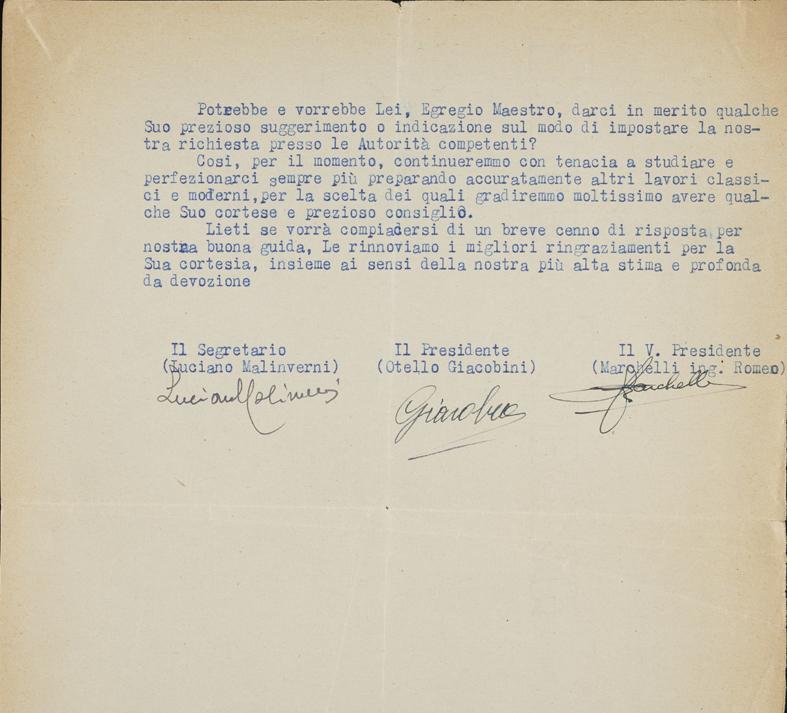 Potrebbe e vorrebbe Lei, Egregio Maestro, darci in merito qualche
Suo prezioso suggerimento o indicazione sul modo di impostare la nos-
tra richiesta presso le Autorità competenti?
Cosi, per il momento, continueremmo con tenacia a studiare e
perfezionarci sempre più preparando accuratamente altri lavori classi-
ci e moderni,per la scelta dei quali gradiremmo moltissimo avere qual-
che Suo cortese e prezioso consiglio.
Lieti se vorrà compiadersi di un breve cenno di risposta, per
nostra buona guida, Le rinnoviamo i migliori ringraziamenti per la
Sua cortesia, insieme ai sensi della nostra più alta stima e profonda
da devozione
Il Segretario Il Presidente Il V. Presidente
(Luciano Malinverni) (Otello Giacobini) (Marchelli ing. Romeo)
Luciano Malinverni Giacobini Marchelli